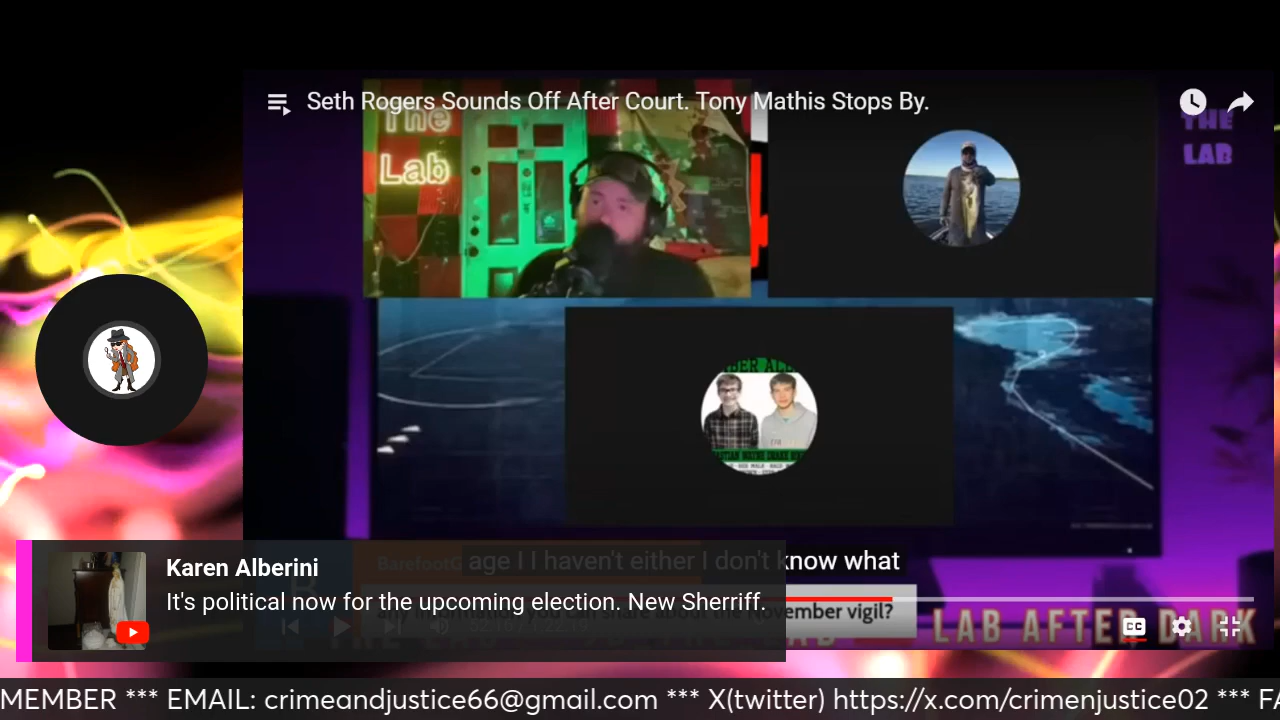 Seth Rogers Sounds Off After Court. Tony Mathis Stops By.
THE
LAB
The
Lab
age I I haven't either I don't know what
Karen Alberini
It's political now for the upcoming election. New Sherriff.
November vigil?
LAB AFTER DARK
CC
MEMBER *** EMAIL: crimeandjustice66@gmail.com *** X(twitter) https://x.com/crimenjustice02 *** FA